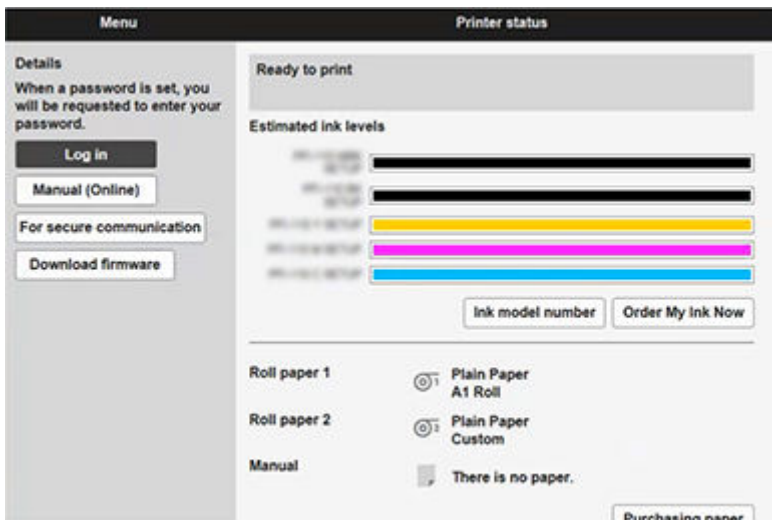 Menu
Printer status
Details
When a password is set, you
will be requested to enter your
password.
Log in
Manual (Online)
For secure communication
Download firmware
Ready to print
Estimated ink levels
Ink model number
Order My Ink Now
Roll paper 1
1
Plain Paper
A1 Roll
Roll paper 2
2
Plain Paper
Custom
Manual
There is no paper.
Purchasing paper